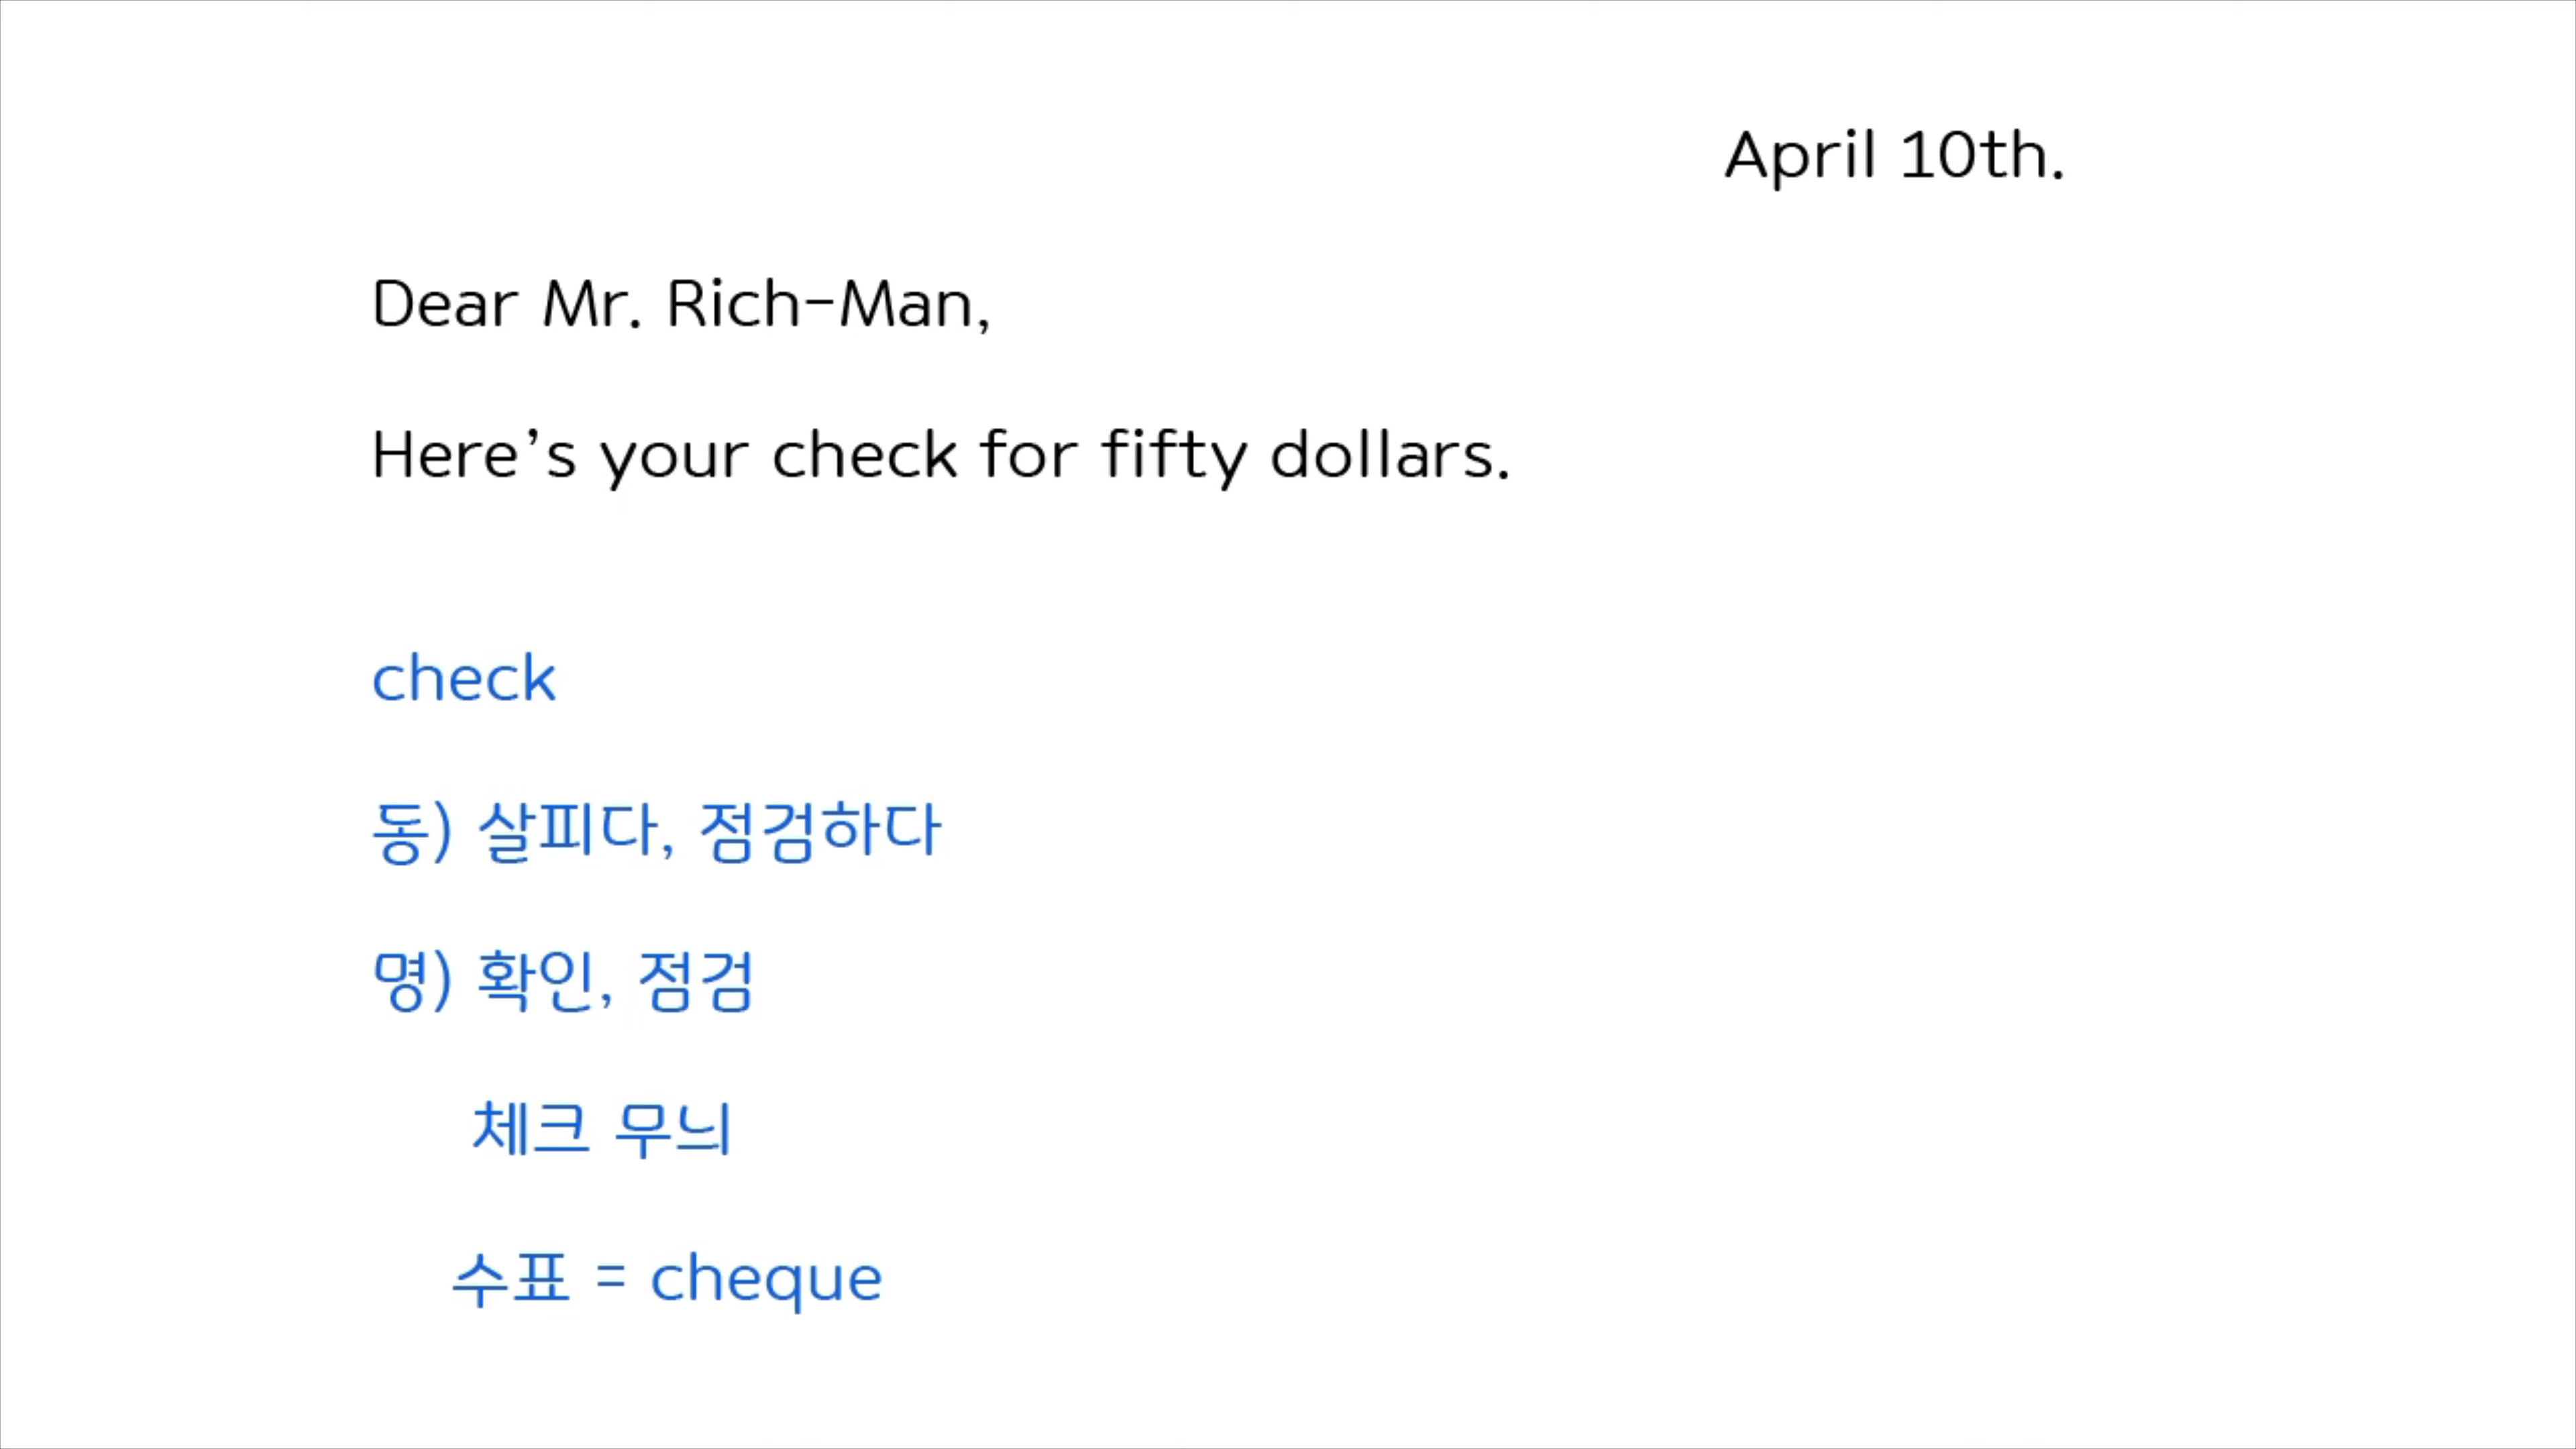 April 10th.
Dear Mr. Rich-Man,
Here’s your check for fifty dollars.
check
동) 살피다, 점검하다
명) 확인, 점검
체크 무늬
수표 = cheque